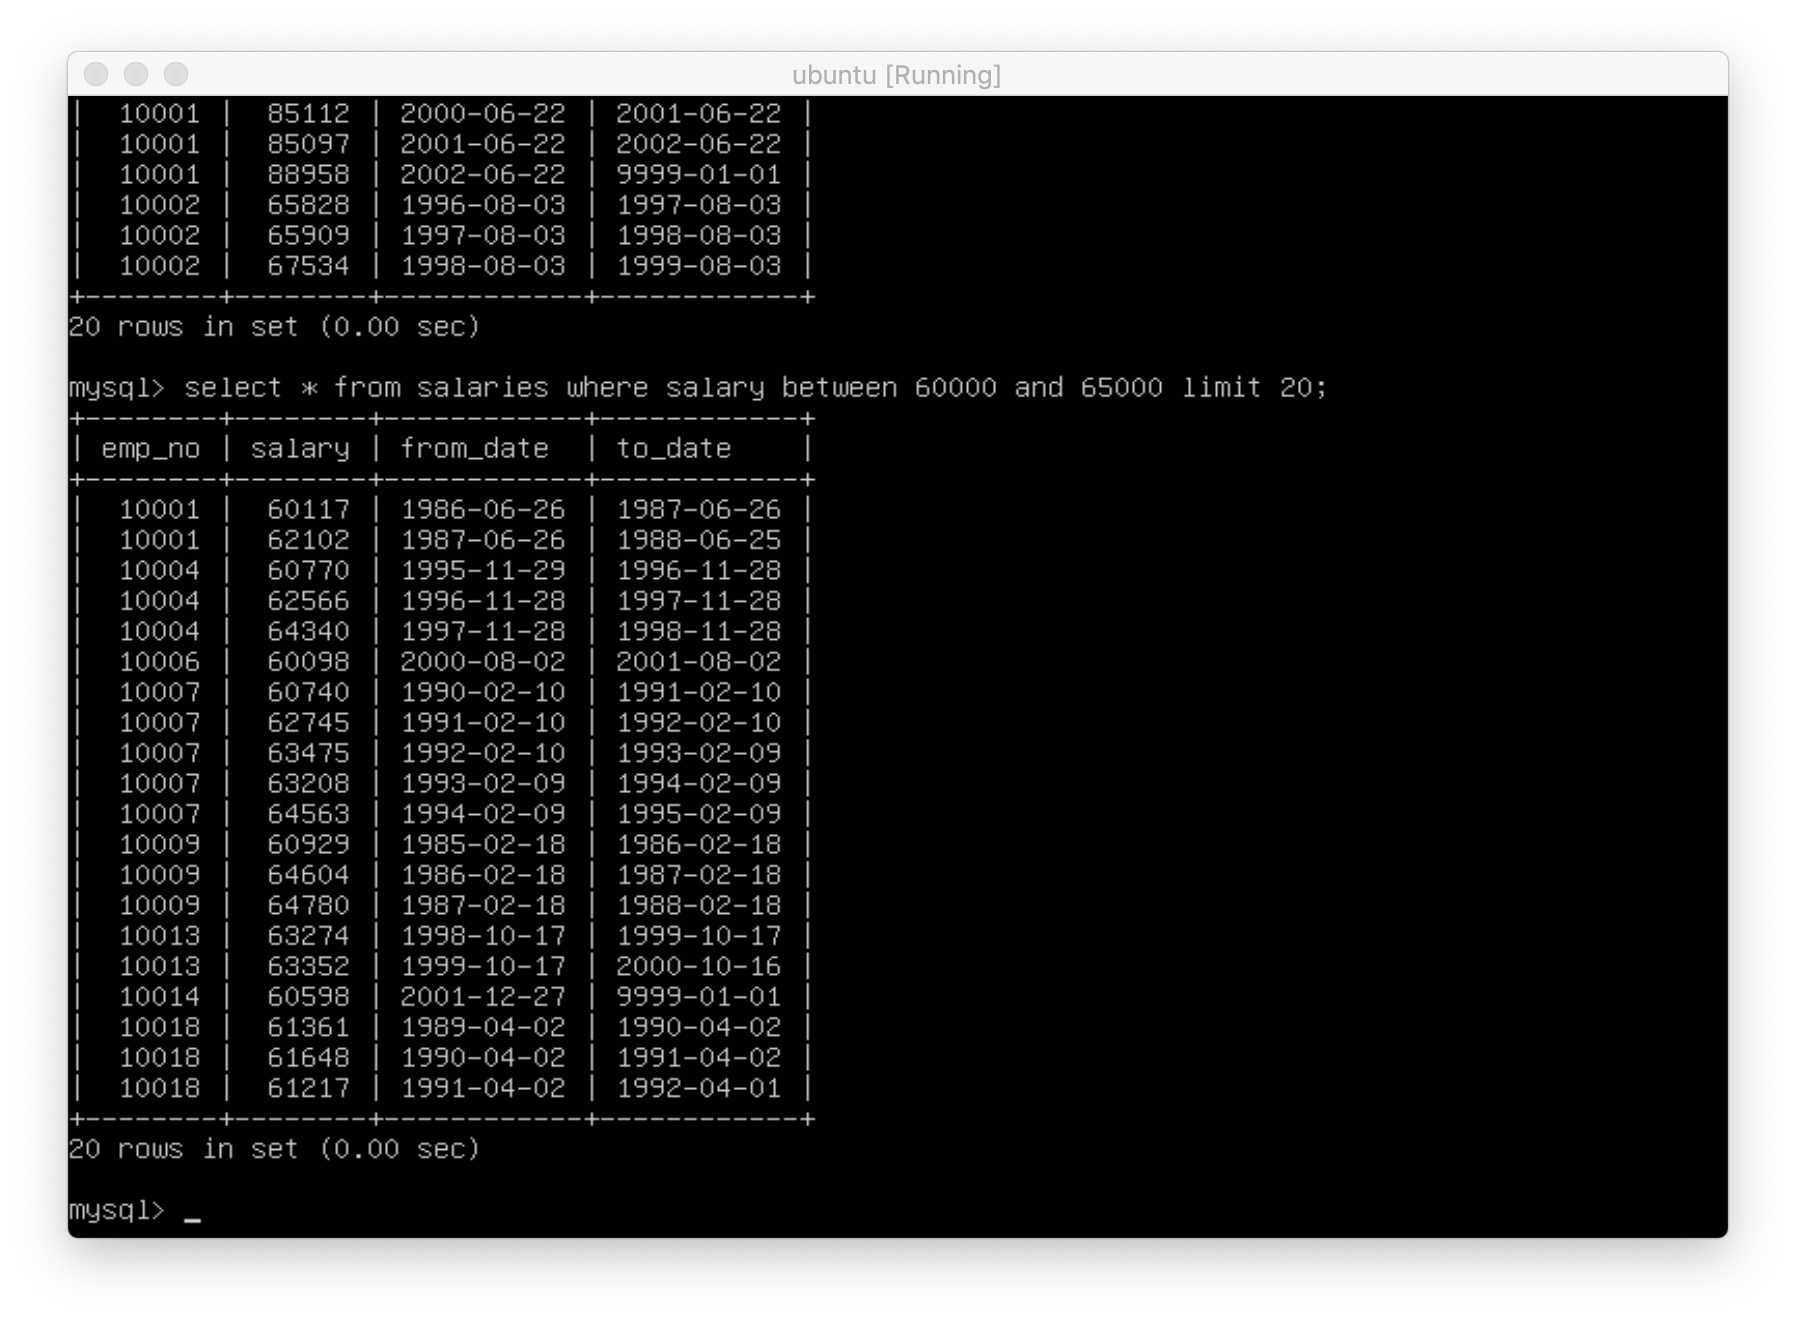 ubuntu [Running]
|  10001 |  85112 | 2000-06-22 | 2001-06-22 |
|  10001 |  85097 | 2001-06-22 | 2002-06-22 |
|  10001 |  88958 | 2002-06-22 | 9999-01-01 |
|  10002 |  65828 | 1996-08-03 | 1997-08-03 |
|  10002 |  65909 | 1997-08-03 | 1998-08-03 |
|  10002 |  67534 | 1998-08-03 | 1999-08-03 |
+--------+--------+------------+------------+
20 rows in set (0.00 sec)
mysql> select * from salaries where salary between 60000 and 65000 limit 20;
+--------+--------+------------+------------+
| emp_no | salary | from_date  | to_date    |
+--------+--------+------------+------------+
|  10001 |  60117 | 1986-06-26 | 1987-06-26 |
|  10001 |  62102 | 1987-06-26 | 1988-06-25 |
|  10004 |  60770 | 1995-11-29 | 1996-11-28 |
|  10004 |  62566 | 1996-11-28 | 1997-11-28 |
|  10004 |  64340 | 1997-11-28 | 1998-11-28 |
|  10006 |  60098 | 2000-08-02 | 2001-08-02 |
|  10007 |  60740 | 1990-02-10 | 1991-02-10 |
|  10007 |  62745 | 1991-02-10 | 1992-02-10 |
|  10007 |  63475 | 1992-02-10 | 1993-02-09 |
|  10007 |  63208 | 1993-02-09 | 1994-02-09 |
|  10007 |  64563 | 1994-02-09 | 1995-02-09 |
|  10009 |  60929 | 1985-02-18 | 1986-02-18 |
|  10009 |  64604 | 1986-02-18 | 1987-02-18 |
|  10009 |  64780 | 1987-02-18 | 1988-02-18 |
|  10013 |  63274 | 1998-10-17 | 1999-10-17 |
|  10013 |  63352 | 1999-10-17 | 2000-10-16 |
|  10014 |  60598 | 2001-12-27 | 9999-01-01 |
|  10018 |  61361 | 1989-04-02 | 1990-04-02 |
|  10018 |  61648 | 1990-04-02 | 1991-04-02 |
|  10018 |  61217 | 1991-04-02 | 1992-04-01 |
+--------+--------+------------+------------+
20 rows in set (0.00 sec)
mysql> _